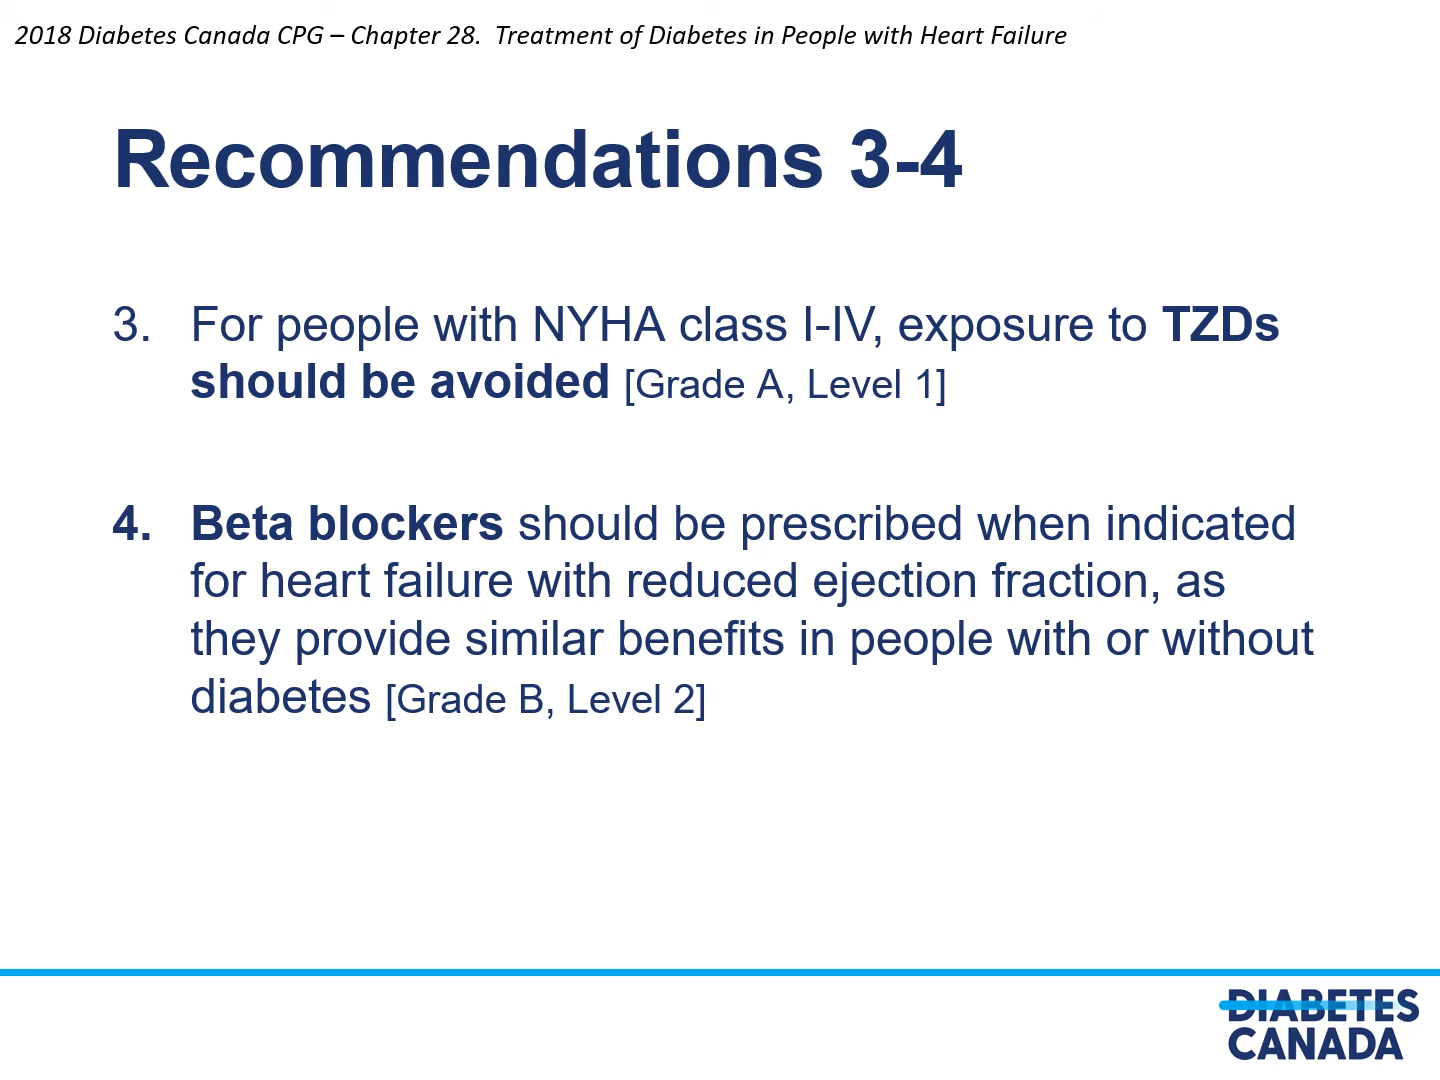 2018 Diabetes Canada CPG – Chapter 28.  Treatment of Diabetes in People with Heart Failure
Recommendations 3-4
3. For people with NYHA class I-IV, exposure to TZDs
should be avoided [Grade A, Level 1]
4. Beta blockers should be prescribed when indicated
for heart failure with reduced ejection fraction, as
they provide similar benefits in people with or without
diabetes [Grade B, Level 2]
DIABETES
CANADA